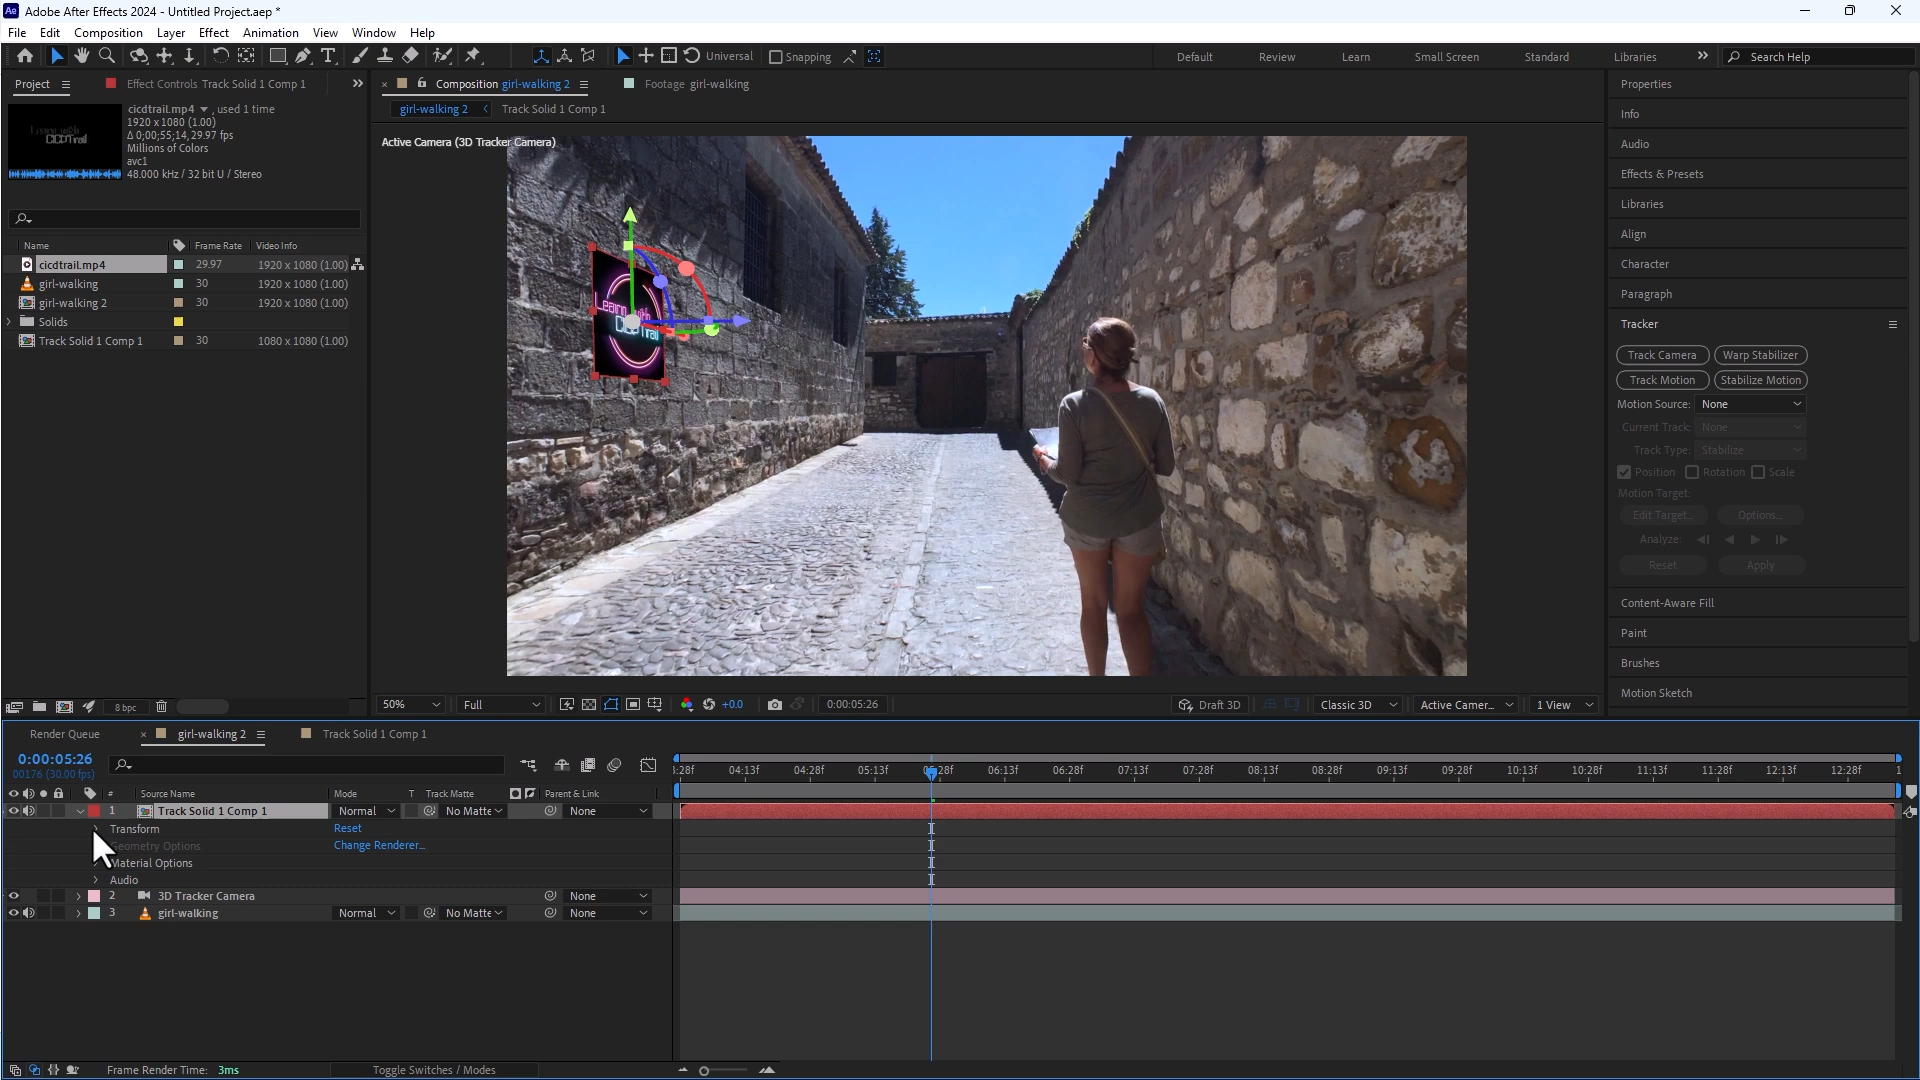 Ae Adobe After Effects 2024 - Untitled Project.aep *
File Edit Composition Layer Effect Animation View Window Help
Universal Snapping Default Review Learn Small Screen Standard Libraries Search Help
Project Effect Controls Track Solid 1 Comp 1
cicdtrail.mp4 , used 1 time
1920 x 1080 (1.00)
Δ 0;00;55;14, 29.97 fps
Millions of Colors
avc1
48.000 kHz / 32 bit U / Stereo
Name Frame Rate Video Info
cicdtrail.mp4 29.97 1920 x 1080 (1.00)
girl-walking 30 1920 x 1080 (1.00)
girl-walking 2 30 1920 x 1080 (1.00)
Solids
Track Solid 1 Comp 1 30 1080 x 1080 (1.00)
8 bpc
Composition girl-walking 2 Footage girl-walking
girl-walking 2 Track Solid 1 Comp 1
Active Camera (3D Tracker Camera)
Learn with
CICDTrail
50% Full +0.0 0:00:05:26 Draft 3D Classic 3D Active Camer... 1 View
Properties
Info
Audio
Effects & Presets
Libraries
Align
Character
Paragraph
Tracker
Track Camera Warp Stabilizer
Track Motion Stabilize Motion
Motion Source: None
Current Track: None
Track Type: Stabilize
Position Rotation Scale
Motion Target:
Edit Target... Options...
Analyze:
Reset Apply
Content-Aware Fill
Paint
Brushes
Motion Sketch
Render Queue girl-walking 2 Track Solid 1 Comp 1
0:00:05:26
00176 (30.00 fps)
:28f 04:13f 04:28f 05:13f 28f 06:13f 06:28f 07:13f 07:28f 08:13f 08:28f 09:13f 09:28f 10:13f 10:28f 11:13f 11:28f 12:13f 12:28f 1
# Source Name Mode T Track Matte Parent & Link
1 Track Solid 1 Comp 1 Normal No Matte None
Transform Reset
Geometry Options Change Renderer...
Material Options
Audio
2 3D Tracker Camera None
3 girl-walking Normal No Matte None
Frame Render Time: 3ms Toggle Switches / Modes